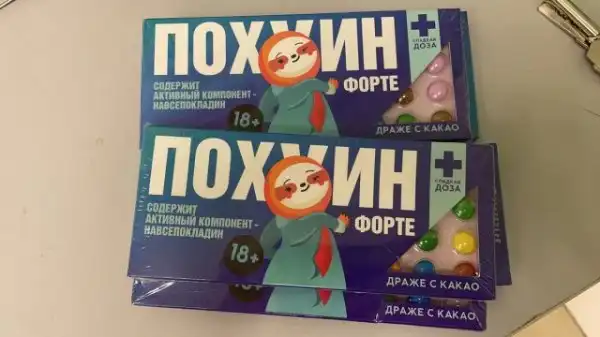 ПОХУИН
СЛАДКАЯ
ДОЗА
СОДЕРЖИТ
АКТИВНЫЙ КОМПОНЕНТ-
НАВСЕПОКЛАДИН
ФОРТЕ
18+
ДРАЖЕ С КАКАО
ПОХУИН
СЛАДКАЯ
ДОЗА
СОДЕРЖИТ
АКТИВНЫЙ КОМПОНЕНТ-
НАВСЕПОКЛАДИН
ФОРТЕ
18+
ДРАЖЕ С КАКАО
ДРАЖЕ С КАКАО